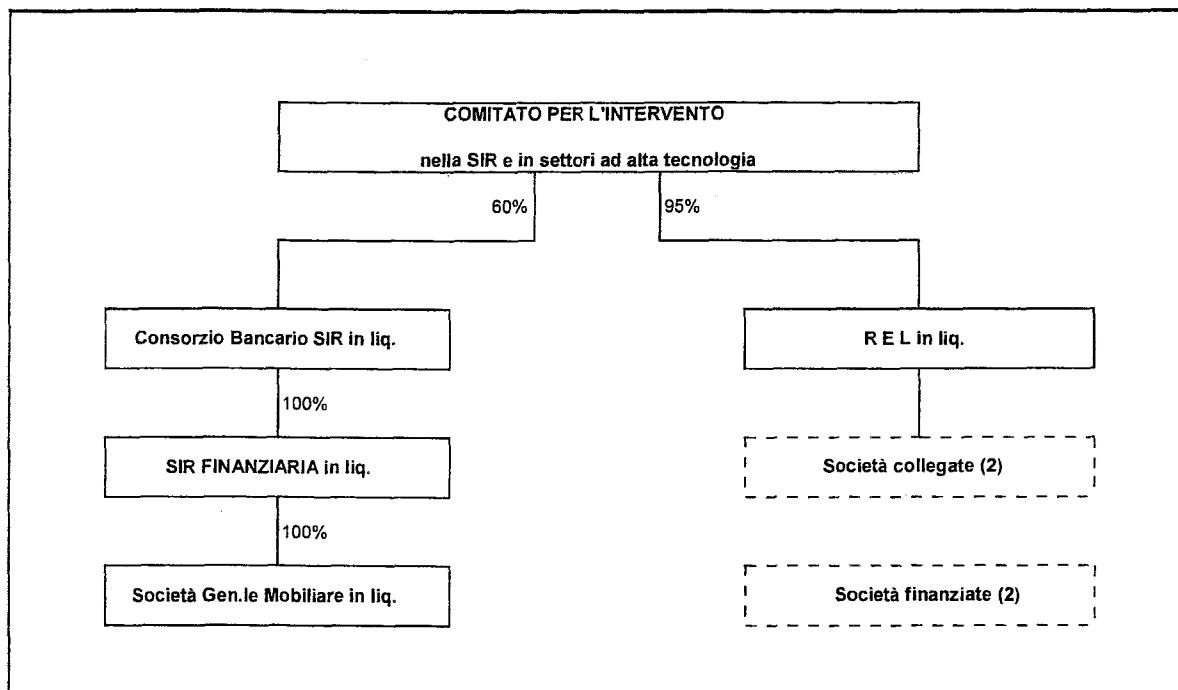 COMITATO PER L'INTERVENTO
nella SIR e in settori ad alta tecnologia
60%
95%
Consorzio Bancario SIR in liq.
R E L in liq.
100%
SIR FINANZIARIA in liq.
Società collegate (2)
100%
Società Gen.le Mobiliare in liq.
Società finanziate (2)